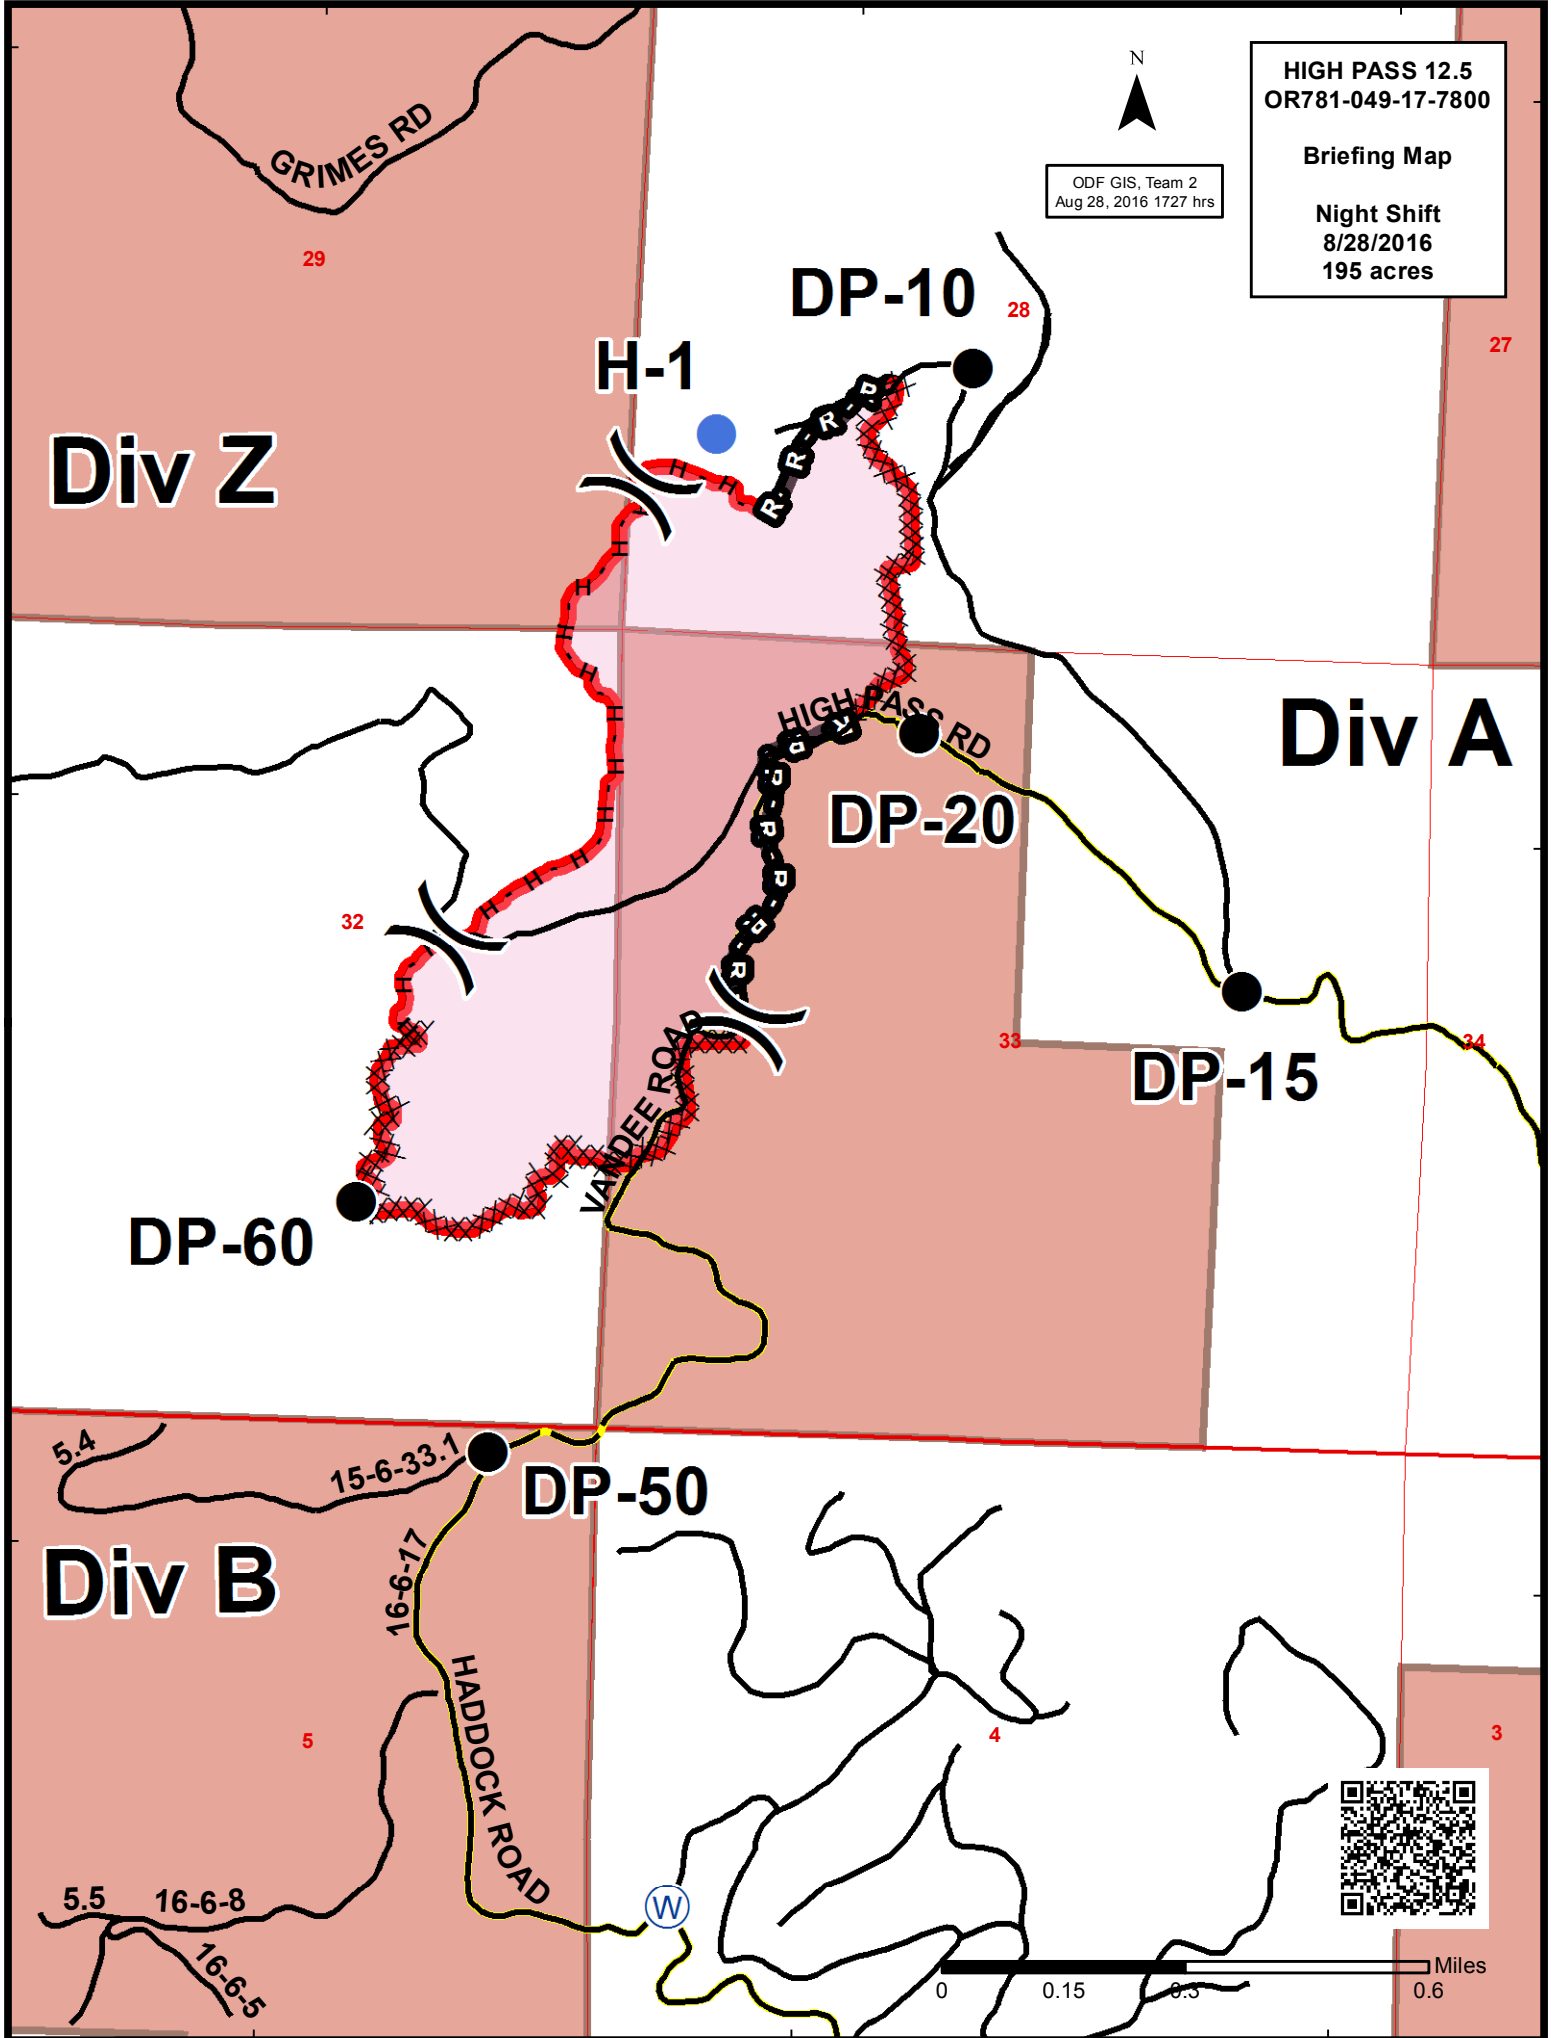 HIGH PASS 12.5
OR781-049-17-7800
Briefing Map
Night Shift
8/28/2016
195 acres
N
ODF GIS, Team 2
Aug 28, 2016 1727 hrs
GRIMES RD
29
28
27
DP-10
H-1
Div Z
H
H
R
R
R
R
H
H
H
H
H
H
H
H
H
H
H
HIGH PASS RD
R
R
R
R
R
R
R
Div A
DP-20
32
33
34
DP-15
VANDEE ROAD
DP-60
5.4
15-6-33.1
DP-50
16-6-17
Div B
HADDOCK ROAD
5
4
3
5.5
16-6-8
16-6-5
W
Miles
0
0.15
0.3
0.6